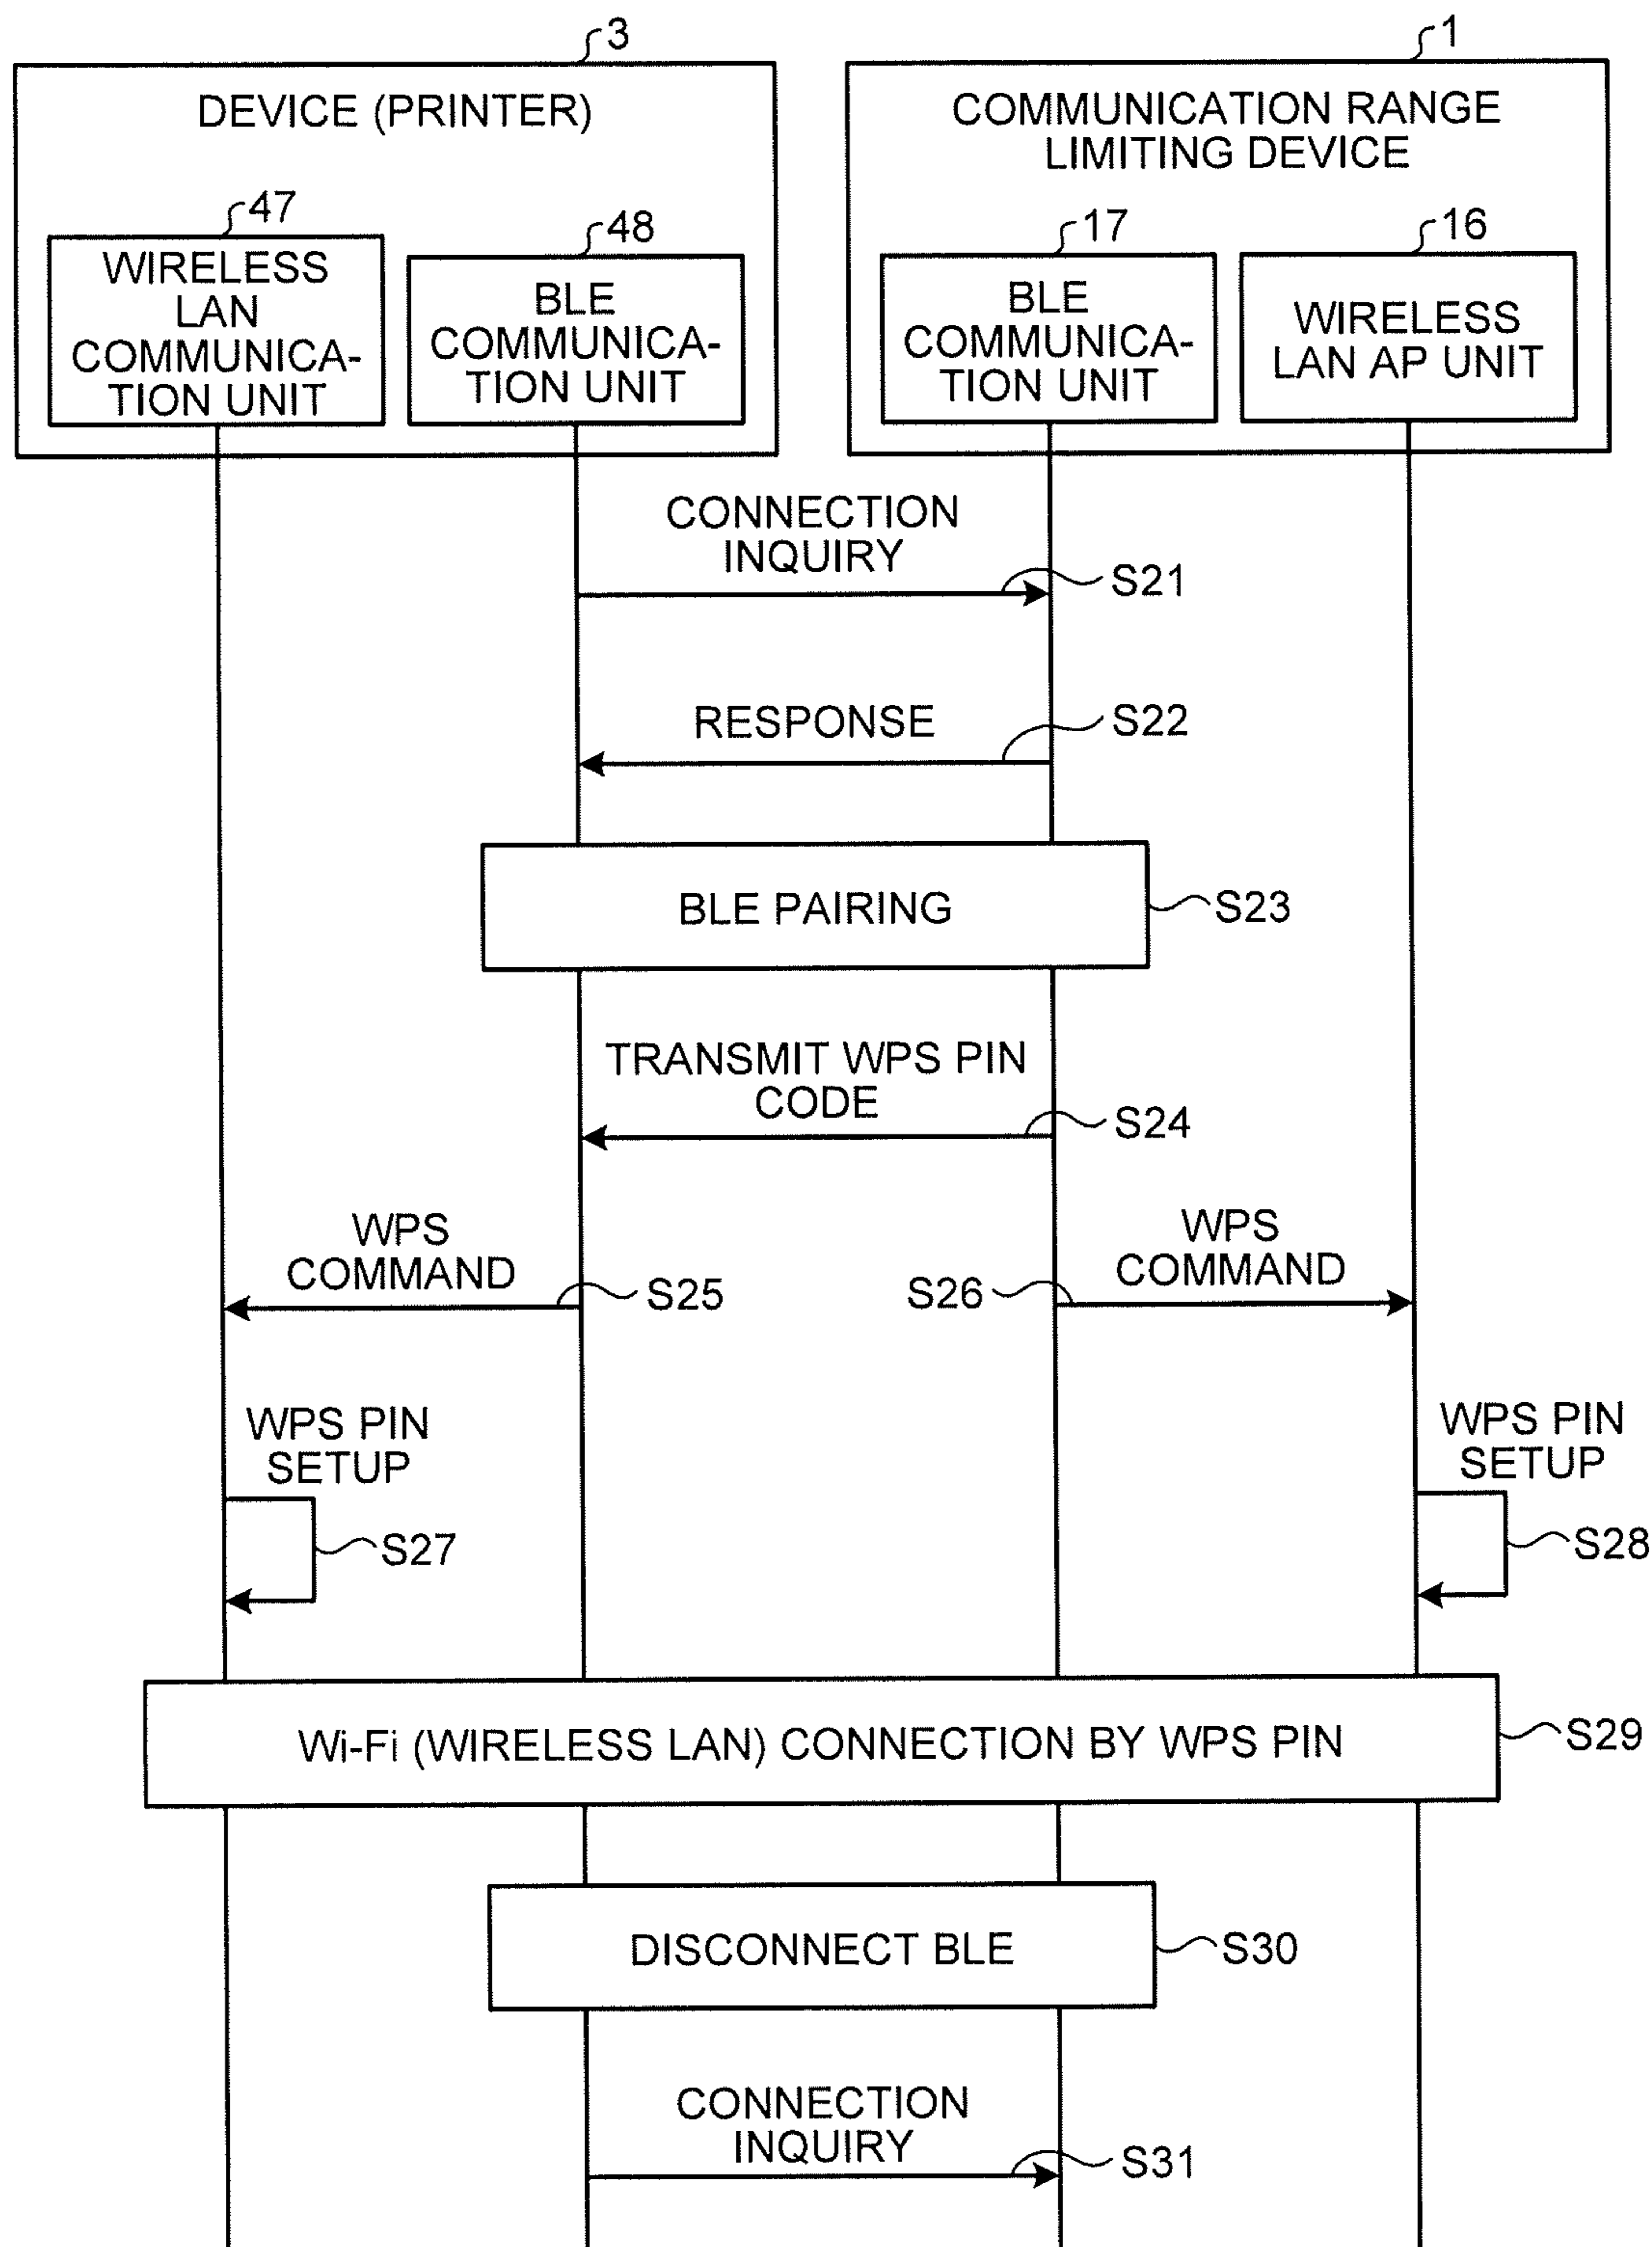 3
1
DEVICE (PRINTER)
COMMUNICATION RANGE
LIMITING DEVICE
47
48
17
16
WIRELESS
LAN
COMMUNICA-
TION UNIT
BLE
COMMUNICA-
TION UNIT
BLE
COMMUNICA-
TION UNIT
WIRELESS
LAN AP UNIT
CONNECTION
INQUIRY
S21
RESPONSE
S22
BLE PAIRING
S23
TRANSMIT WPS PIN
CODE
S24
WPS
COMMAND
S25
WPS
COMMAND
S26
WPS PIN
SETUP
S27
WPS PIN
SETUP
S28
Wi-Fi (WIRELESS LAN) CONNECTION BY WPS PIN
S29
DISCONNECT BLE
S30
CONNECTION
INQUIRY
S31